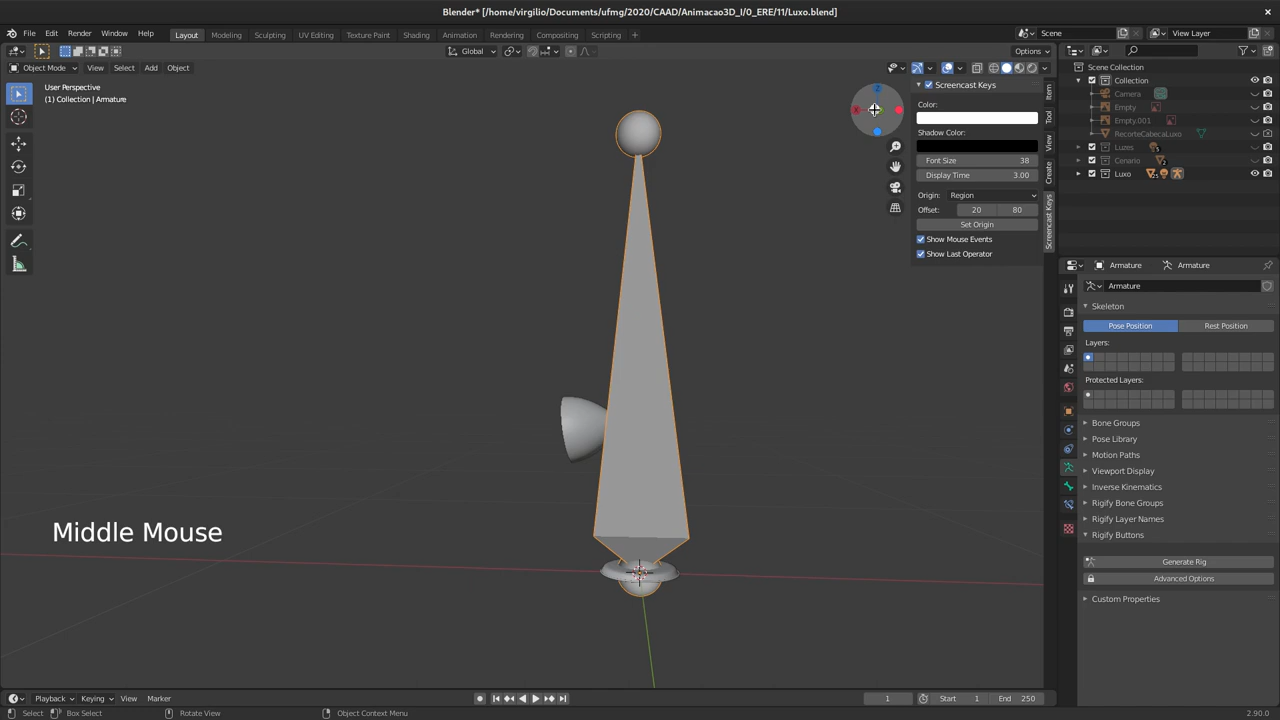 Blender* [/home/virgilio/Documents/ufmg/2020/CAAD/Animacao3D_I/0_ERE/11/Luxo.blend]
File Edit Render Window Help Layout Modeling Sculpting UV Editing Texture Paint Shading Animation Rendering Compositing Scripting + Scene View Layer
Global Options
Object Mode View Select Add Object
User Perspective
(1) Collection | Armature
Screencast Keys
Color:
Shadow Color:
Font Size 38
Display Time 3.00
Origin: Region
Offset: 20 80
Set Origin
Show Mouse Events
Show Last Operator
Item
Tool
View
Create
Screencast Keys
Z
X
Scene Collection
Collection
Camera
Empty
Empty.001
RecorteCabecaLuxo
Luzes
Cenario
Luxo
Armature Armature
Armature
Skeleton
Pose Position Rest Position
Layers:
Protected Layers:
Bone Groups
Pose Library
Motion Paths
Viewport Display
Inverse Kinematics
Rigify Bone Groups
Rigify Layer Names
Rigify Buttons
Generate Rig
Advanced Options
Custom Properties
Middle Mouse
Playback Keying View Marker 1 Start 1 End 250
Select Box Select Rotate View Object Context Menu 2.90.0